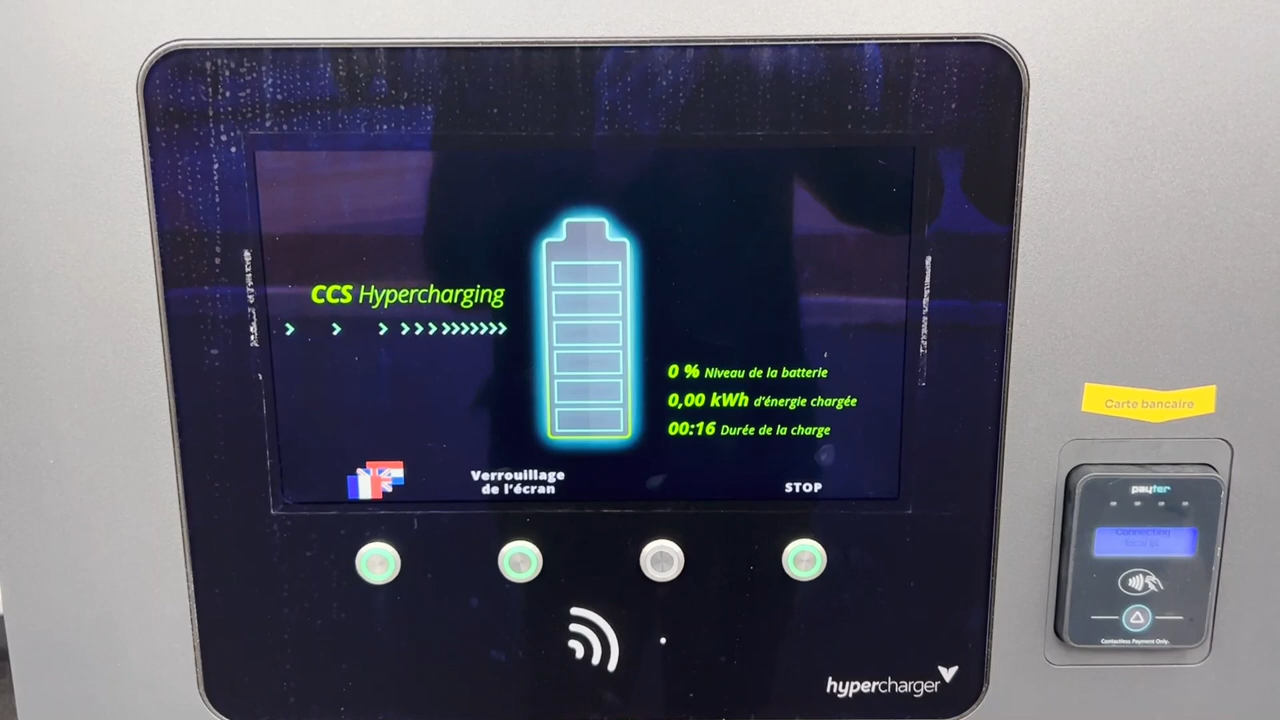 CCS Hypercharging
0 % Niveau de la batterie
0,00 kWh d'énergie chargée
00:16 Durée de la charge
Verrouillage
de l'écran
STOP
hypercharger
Carte bancaire
payter
Connecting
Contactless Payment Only.